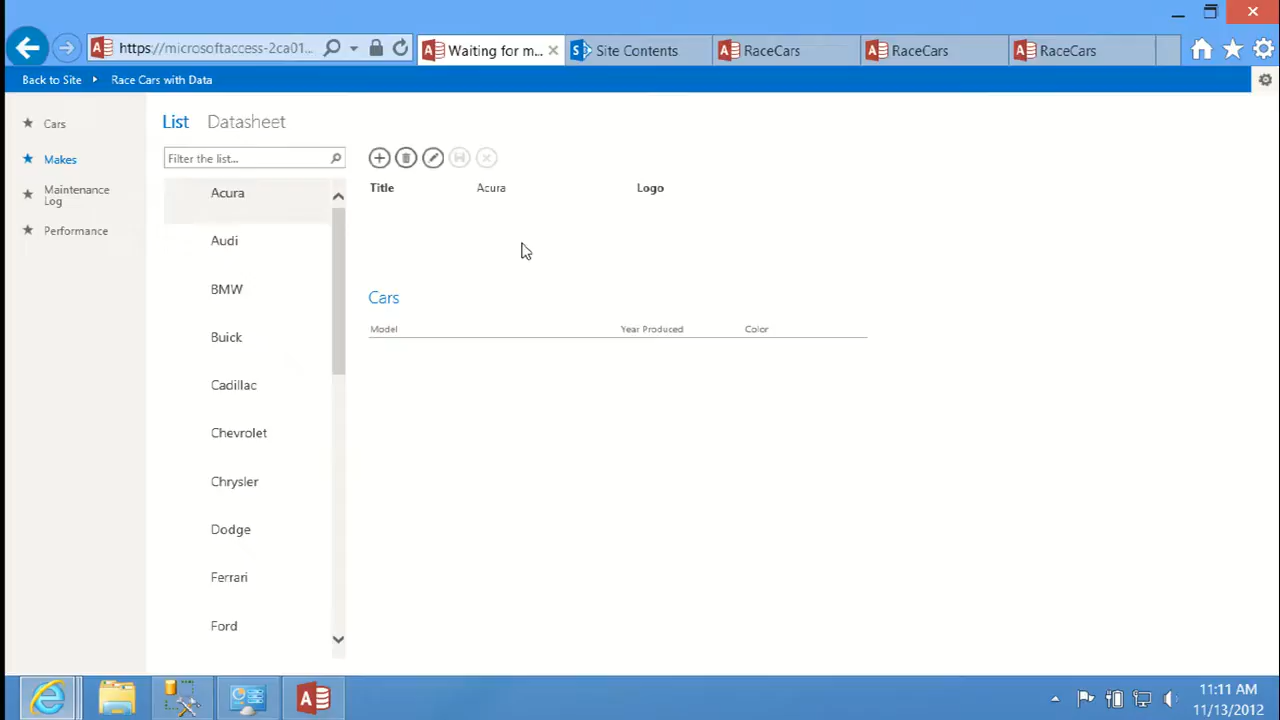 https://microsoftaccess-2ca01...
Waiting for m...
Site Contents
RaceCars
RaceCars
RaceCars
Back to Site
Race Cars with Data
Cars
Makes
Maintenance
Log
Performance
List Datasheet
Filter the list...
Acura
Audi
BMW
Buick
Cadillac
Chevrolet
Chrysler
Dodge
Ferrari
Ford
Title Acura Logo
Cars
Model Year Produced Color
11:11 AM
11/13/2012